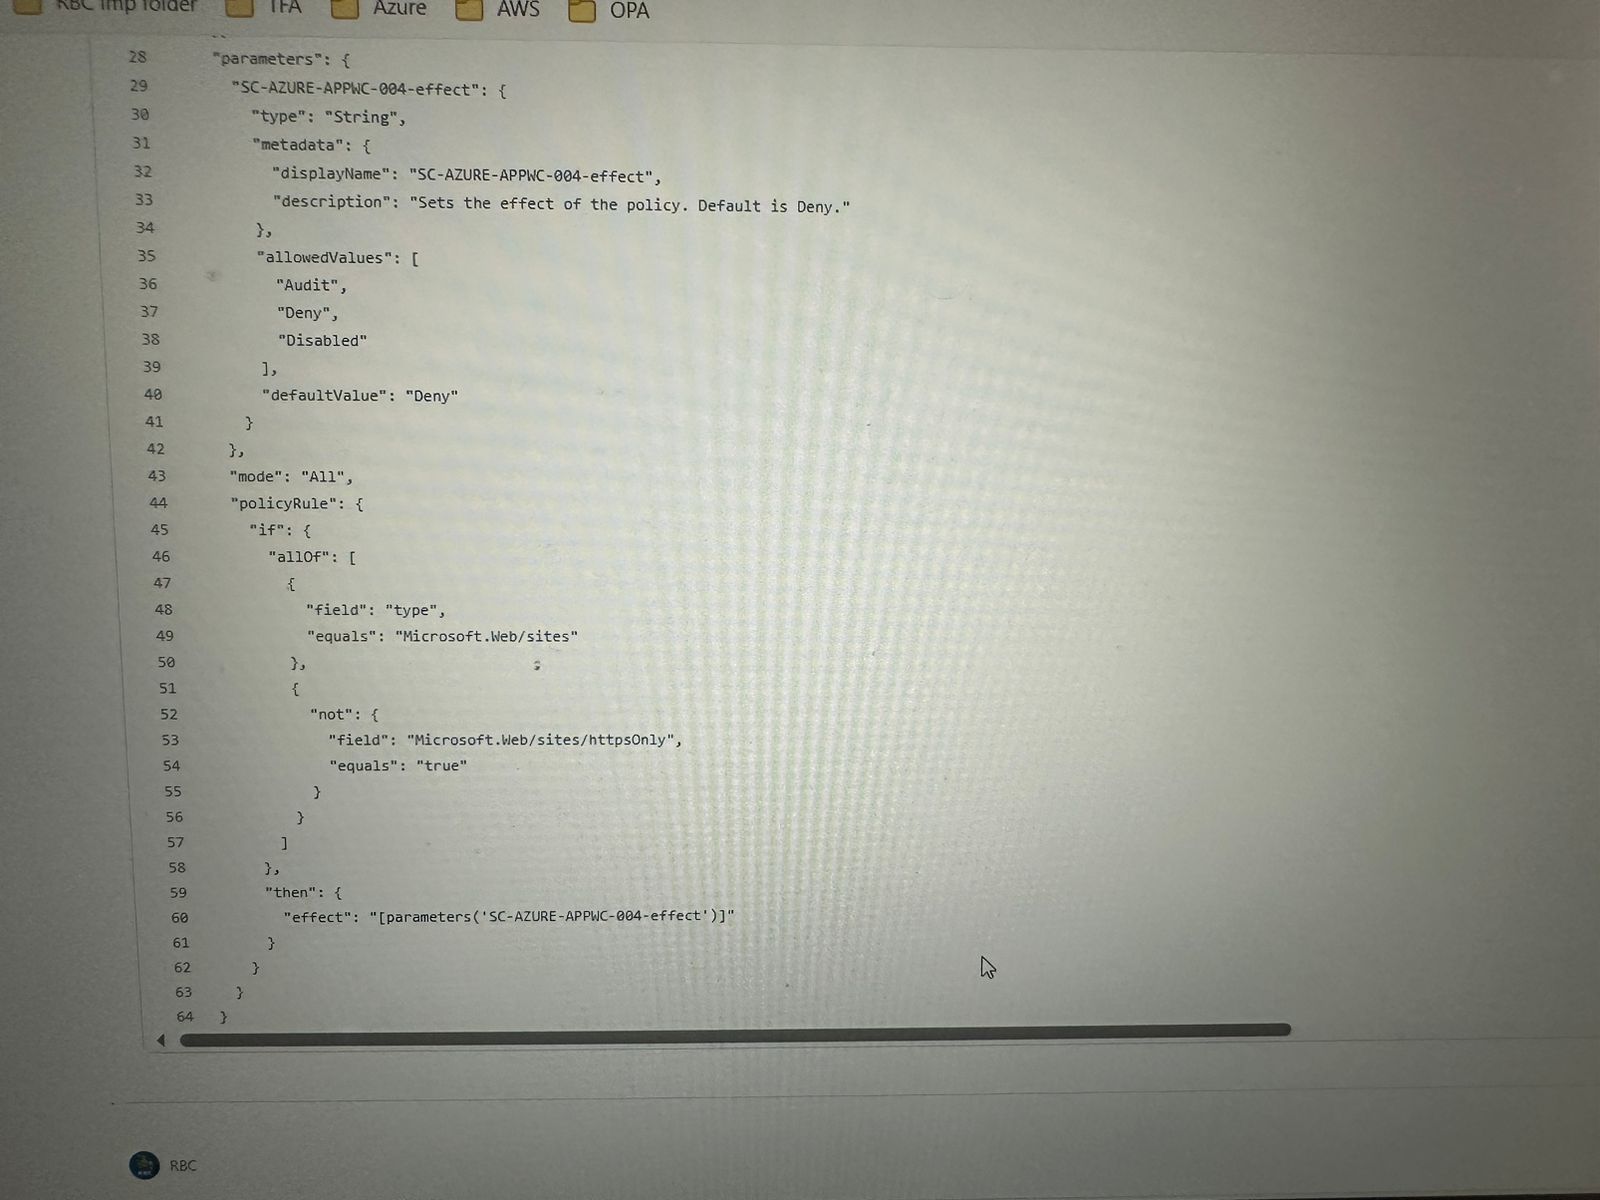 RBC Imp folder TFA Azure AWS OPA
28 "parameters": {
29 "SC-AZURE-APPWC-004-effect": {
30 "type": "String",
31 "metadata": {
32 "displayName": "SC-AZURE-APPWC-004-effect",
33 "description": "Sets the effect of the policy. Default is Deny."
34 },
35 "allowedValues": [
36 "Audit",
37 "Deny",
38 "Disabled"
39 ],
40 "defaultValue": "Deny"
41 }
42 },
43 "mode": "All",
44 "policyRule": {
45 "if": {
46 "allOf": [
47 {
48 "field": "type",
49 "equals": "Microsoft.Web/sites"
50 },
51 {
52 "not": {
53 "field": "Microsoft.Web/sites/httpsOnly",
54 "equals": "true"
55 }
56 }
57 ]
58 },
59 "then": {
60 "effect": "[parameters('SC-AZURE-APPWC-004-effect')]"
61 }
62 }
63 }
64 }
RBC